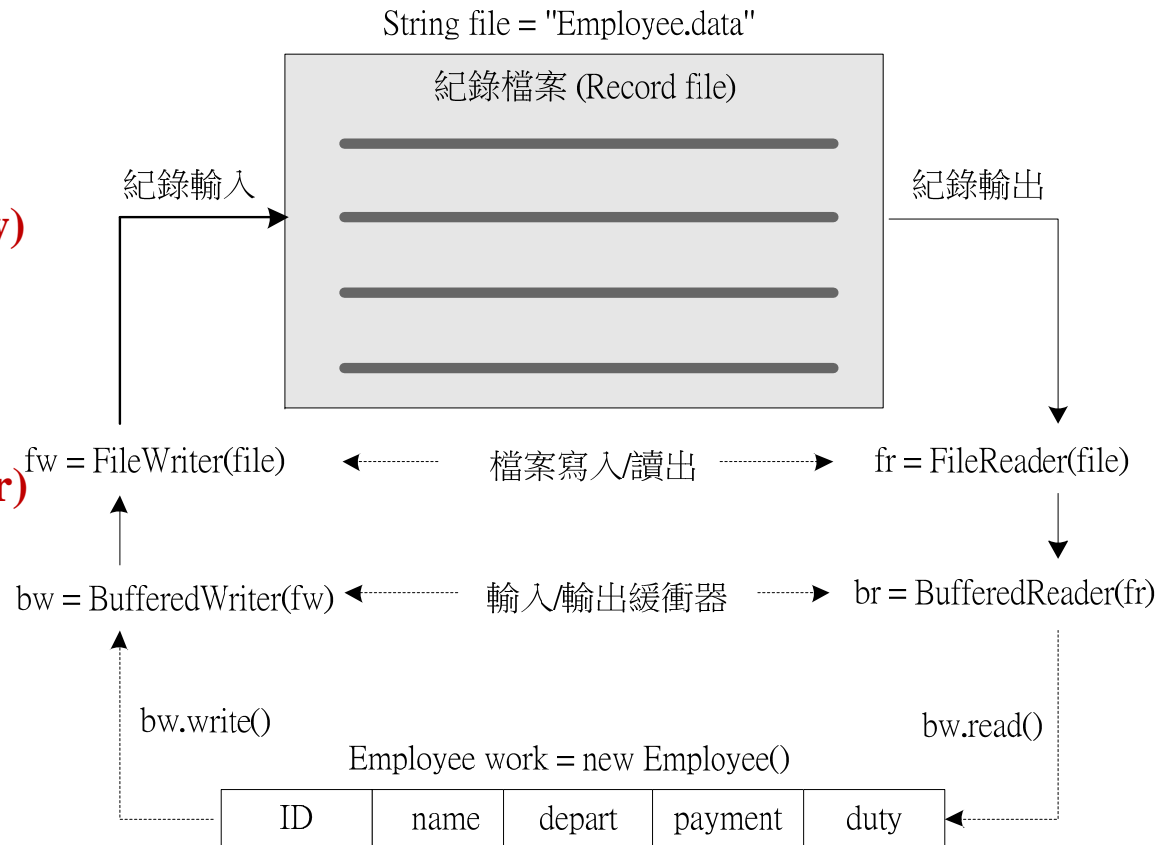 String file = "Employee.data"
紀錄檔案 (Record file)
紀錄輸入
紀錄輸出
y)
fw = FileWriter(file)
檔案寫入/讀出
fr = FileReader(file)
r)
bw = BufferedWriter(fw)
輸入/輸出緩衝器
br = BufferedReader(fr)
bw.write()
bw.read()
Employee work = new Employee()
ID name depart payment duty